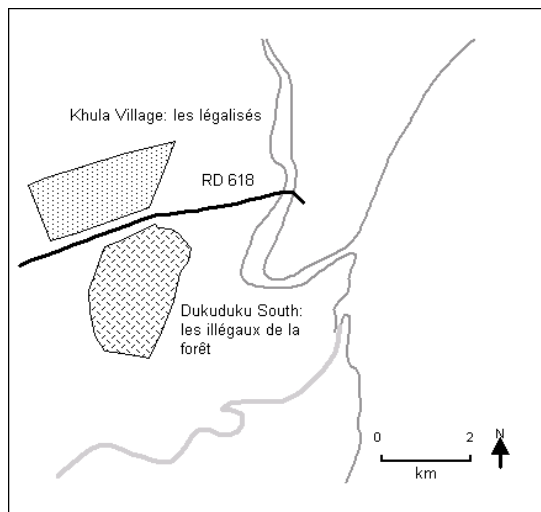 Khula Village: les légalisés
RD 618
Dukuduku South:
les illégaux de la
forêt
0 2
km
N